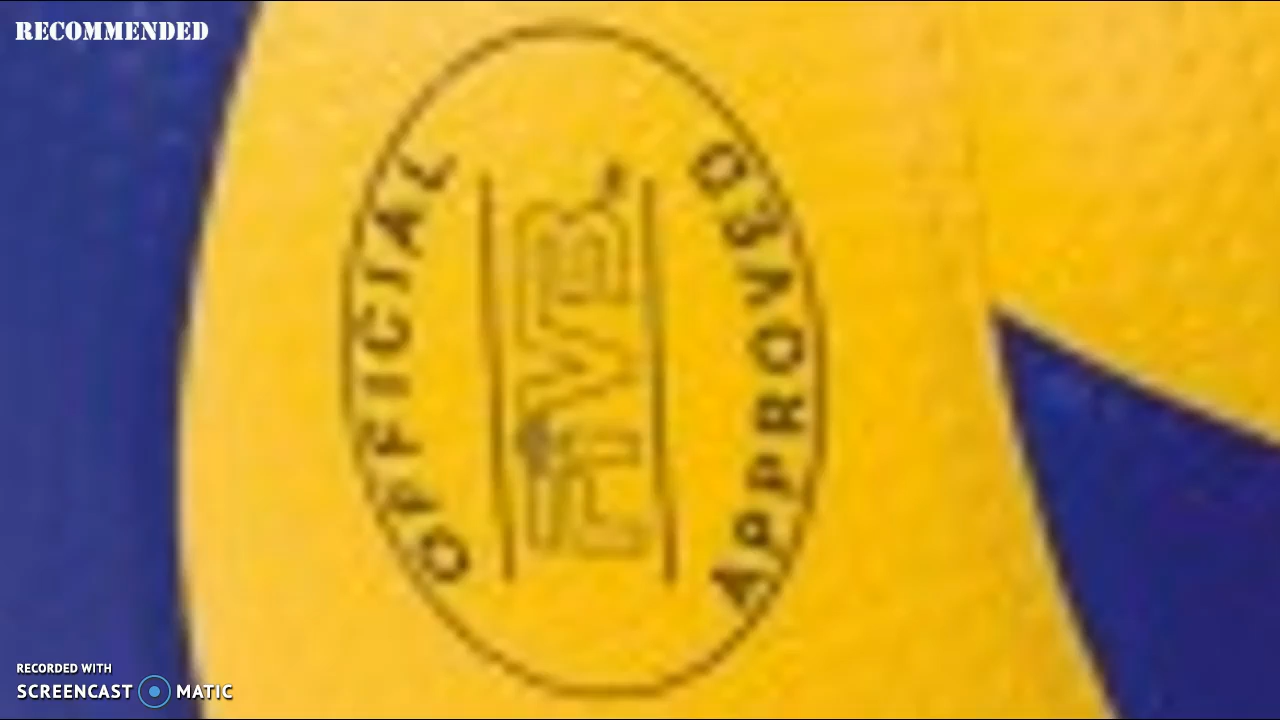 RECOMMENDED
OFFICIAL
FIVB
APPROVED
RECORDED WITH
SCREENCAST MATIC